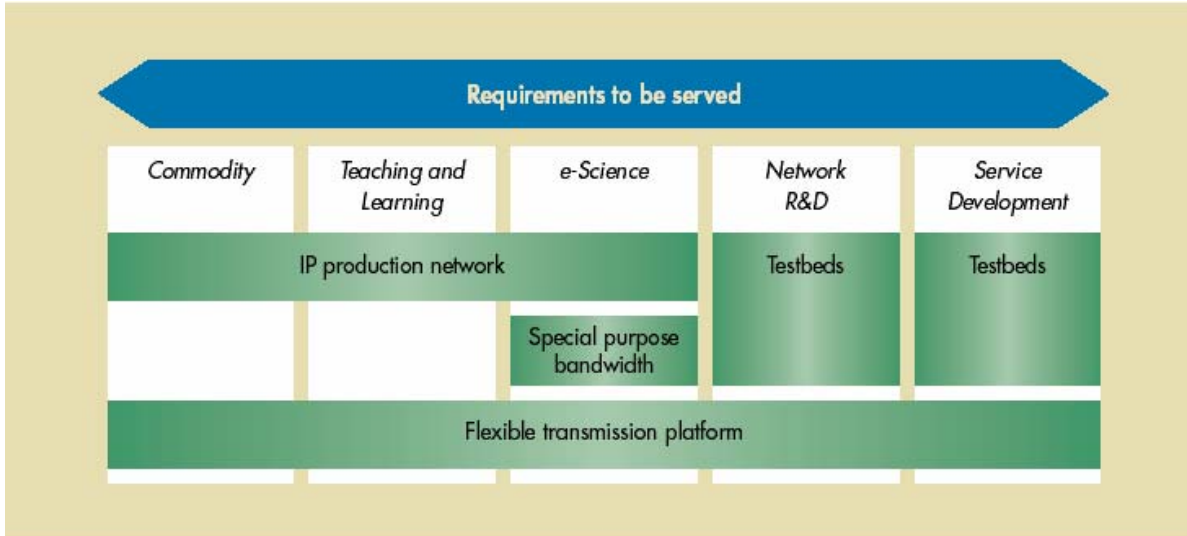 Requirements to be served
Commodity
Teaching and
Learning
e-Science
Network
R&D
Service
Development
IP production network
Testbeds
Testbeds
Special purpose
bandwidth
Flexible transmission platform